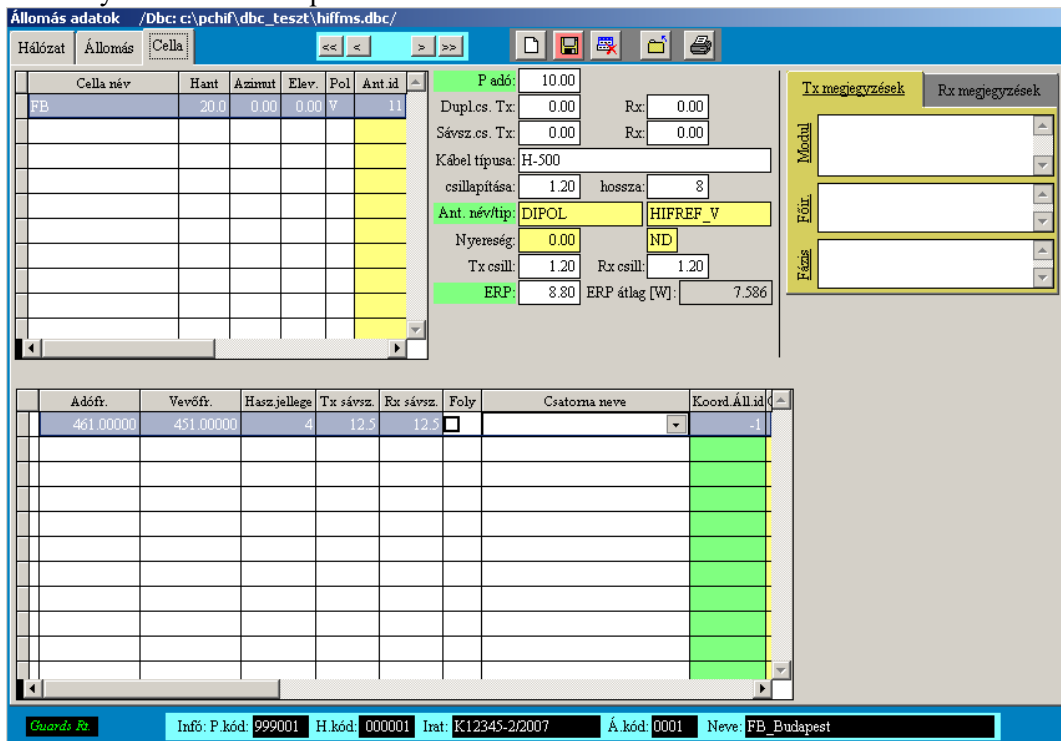 Állomás adatok /Dbc: c:\pchif\dbc_teszt\hiffms.dbc/
Hálózat Állomás Cella << < > >>
Cella név Hant Azimut Elev. Pol Ant.id
FB 20.0 0.00 0.00 V 11
P adó: 10.00
Dupl.cs. Tx: 0.00 Rx: 0.00
Sávsz.cs. Tx: 0.00 Rx: 0.00
Kábel típusa: H-500
csillapítása: 1.20 hossza: 8
Ant. név/tip: DIPOL HIFREF_V
Nyereség: 0.00 ND
Tx csill: 1.20 Rx csill: 1.20
ERP: 8.80 ERP átlag [W]: 7.586
Tx megjegyzések Rx megjegyzések
Modul
Főir.
Fázis
Adófr. Vevőfr. Hasz.jellege Tx sávsz. Rx sávsz. Foly Csatorna neve Koord.Áll.id
461.00000 451.00000 4 12.5 12.5 -1
Guards Rt. Infó: P.kód: 999001 H.kód: 000001 Irat: K12345-2/2007 Á.kód: 0001 Neve: FB_Budapest